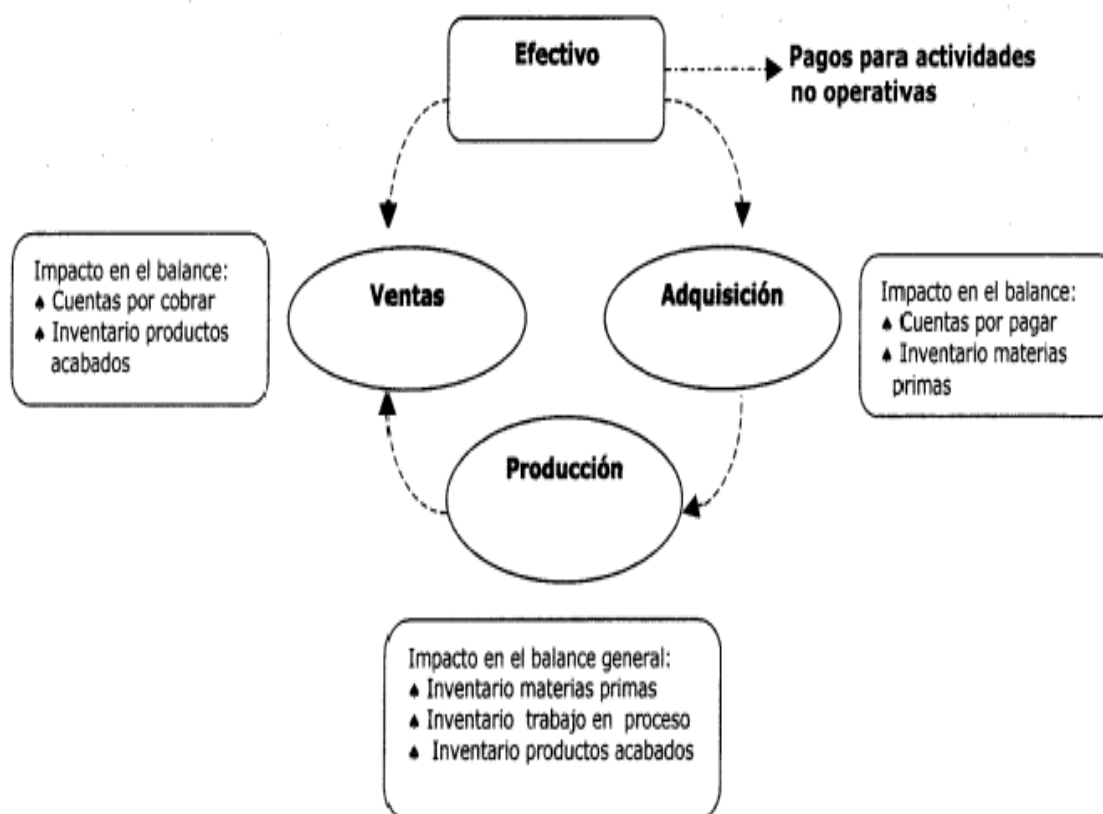 Efectivo
Pagos para actividades
no operativas
Impacto en el balance:
♠ Cuentas por cobrar
♠ Inventario productos
acabados
Ventas
Adquisición
Impacto en el balance:
♠ Cuentas por pagar
♠ Inventario materias
primas
Producción
Impacto en el balance general:
♠ Inventario materias primas
♠ Inventario trabajo en proceso
♠ Inventario productos acabados